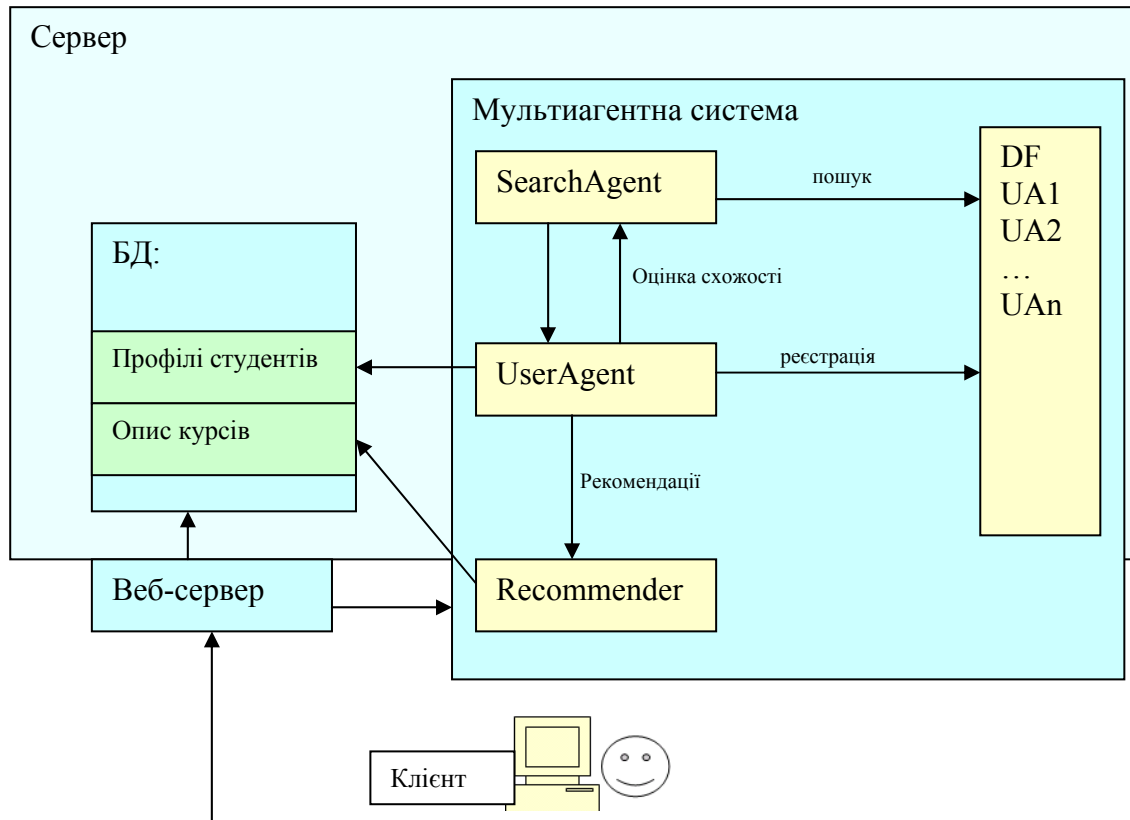 Сервер
Мультиагентна система
SearchAgent
пошук
DF
UA1
UA2
…
UAn
БД:
Оцінка схожості
Профілі студентів
UserAgent
реєстрація
Опис курсів
Рекомендації
Веб-сервер
Recommender
Клієнт